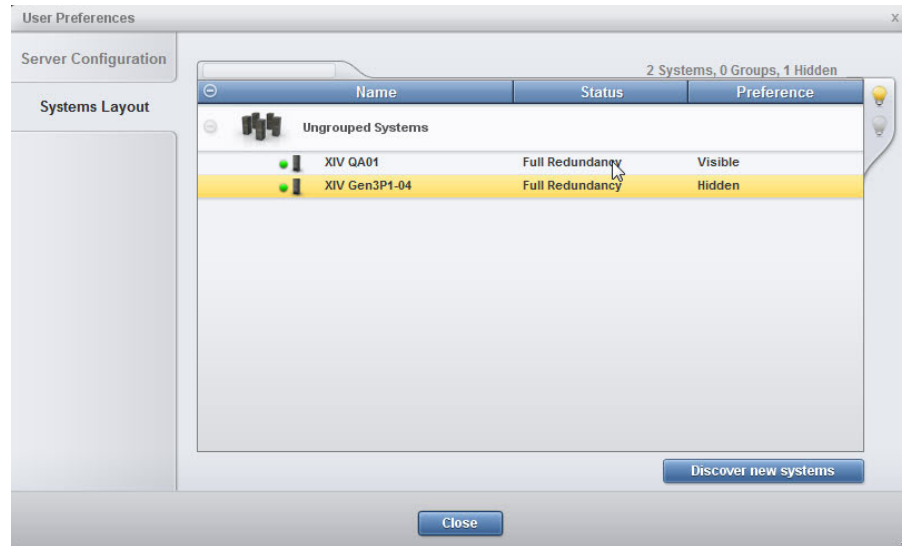 User Preferences x
Server Configuration
Systems Layout
2 Systems, 0 Groups, 1 Hidden
Name Status Preference
Ungrouped Systems
XIV QA01 Full Redundancy Visible
XIV Gen3P1-04 Full Redundancy Hidden
Discover new systems
Close